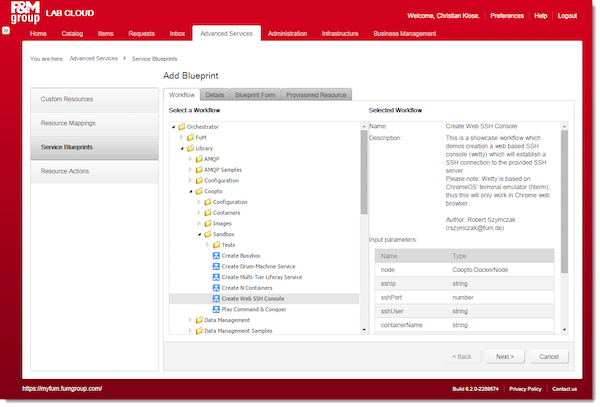 F&M group LAB CLOUD
Welcome, Christian Klose. Preferences Help Logout
Home Catalog Items Requests Inbox Advanced Services Administration Infrastructure Business Management
You are here: Advanced Services Service Blueprints
Add Blueprint
Custom Resources
Resource Mappings
Service Blueprints
Resource Actions
Workflow Details Blueprint Form Provisioned Resource
Select a Workflow
Orchestrator
FuM
Library
AMQP
AMQP Samples
Configuration
Coopto
Configuration
Containers
Images
Sandbox
Tests
Create Busybox
Create Drum-Machine Service
Create Multi-Tier Liferay Service
Create N Containers
Create Web SSH Console
Play Command & Conquer
Data Management
Data Management Samples
Selected Workflow
Name: Create Web SSH Console
Description: This is a showcase workflow which
demos creation a web based SSH
console (wetty) which will establish a
SSH connection to the provided SSH
server.
Please note: Wetty is based on
ChromeOS' terminal emulator (hterm),
thus this will only work in Chrome web
browser.
Author: Robert Szymczak
(rszymczak@fum.de)
Input parameters:
Name Type
node Coopto:DockerNode
sshIp string
sshPort number
sshUser string
containerName string
< Back Next > Cancel
https://myfum.fumgroup.com/
Build 6.2.0-2299574 Privacy Policy Contact us